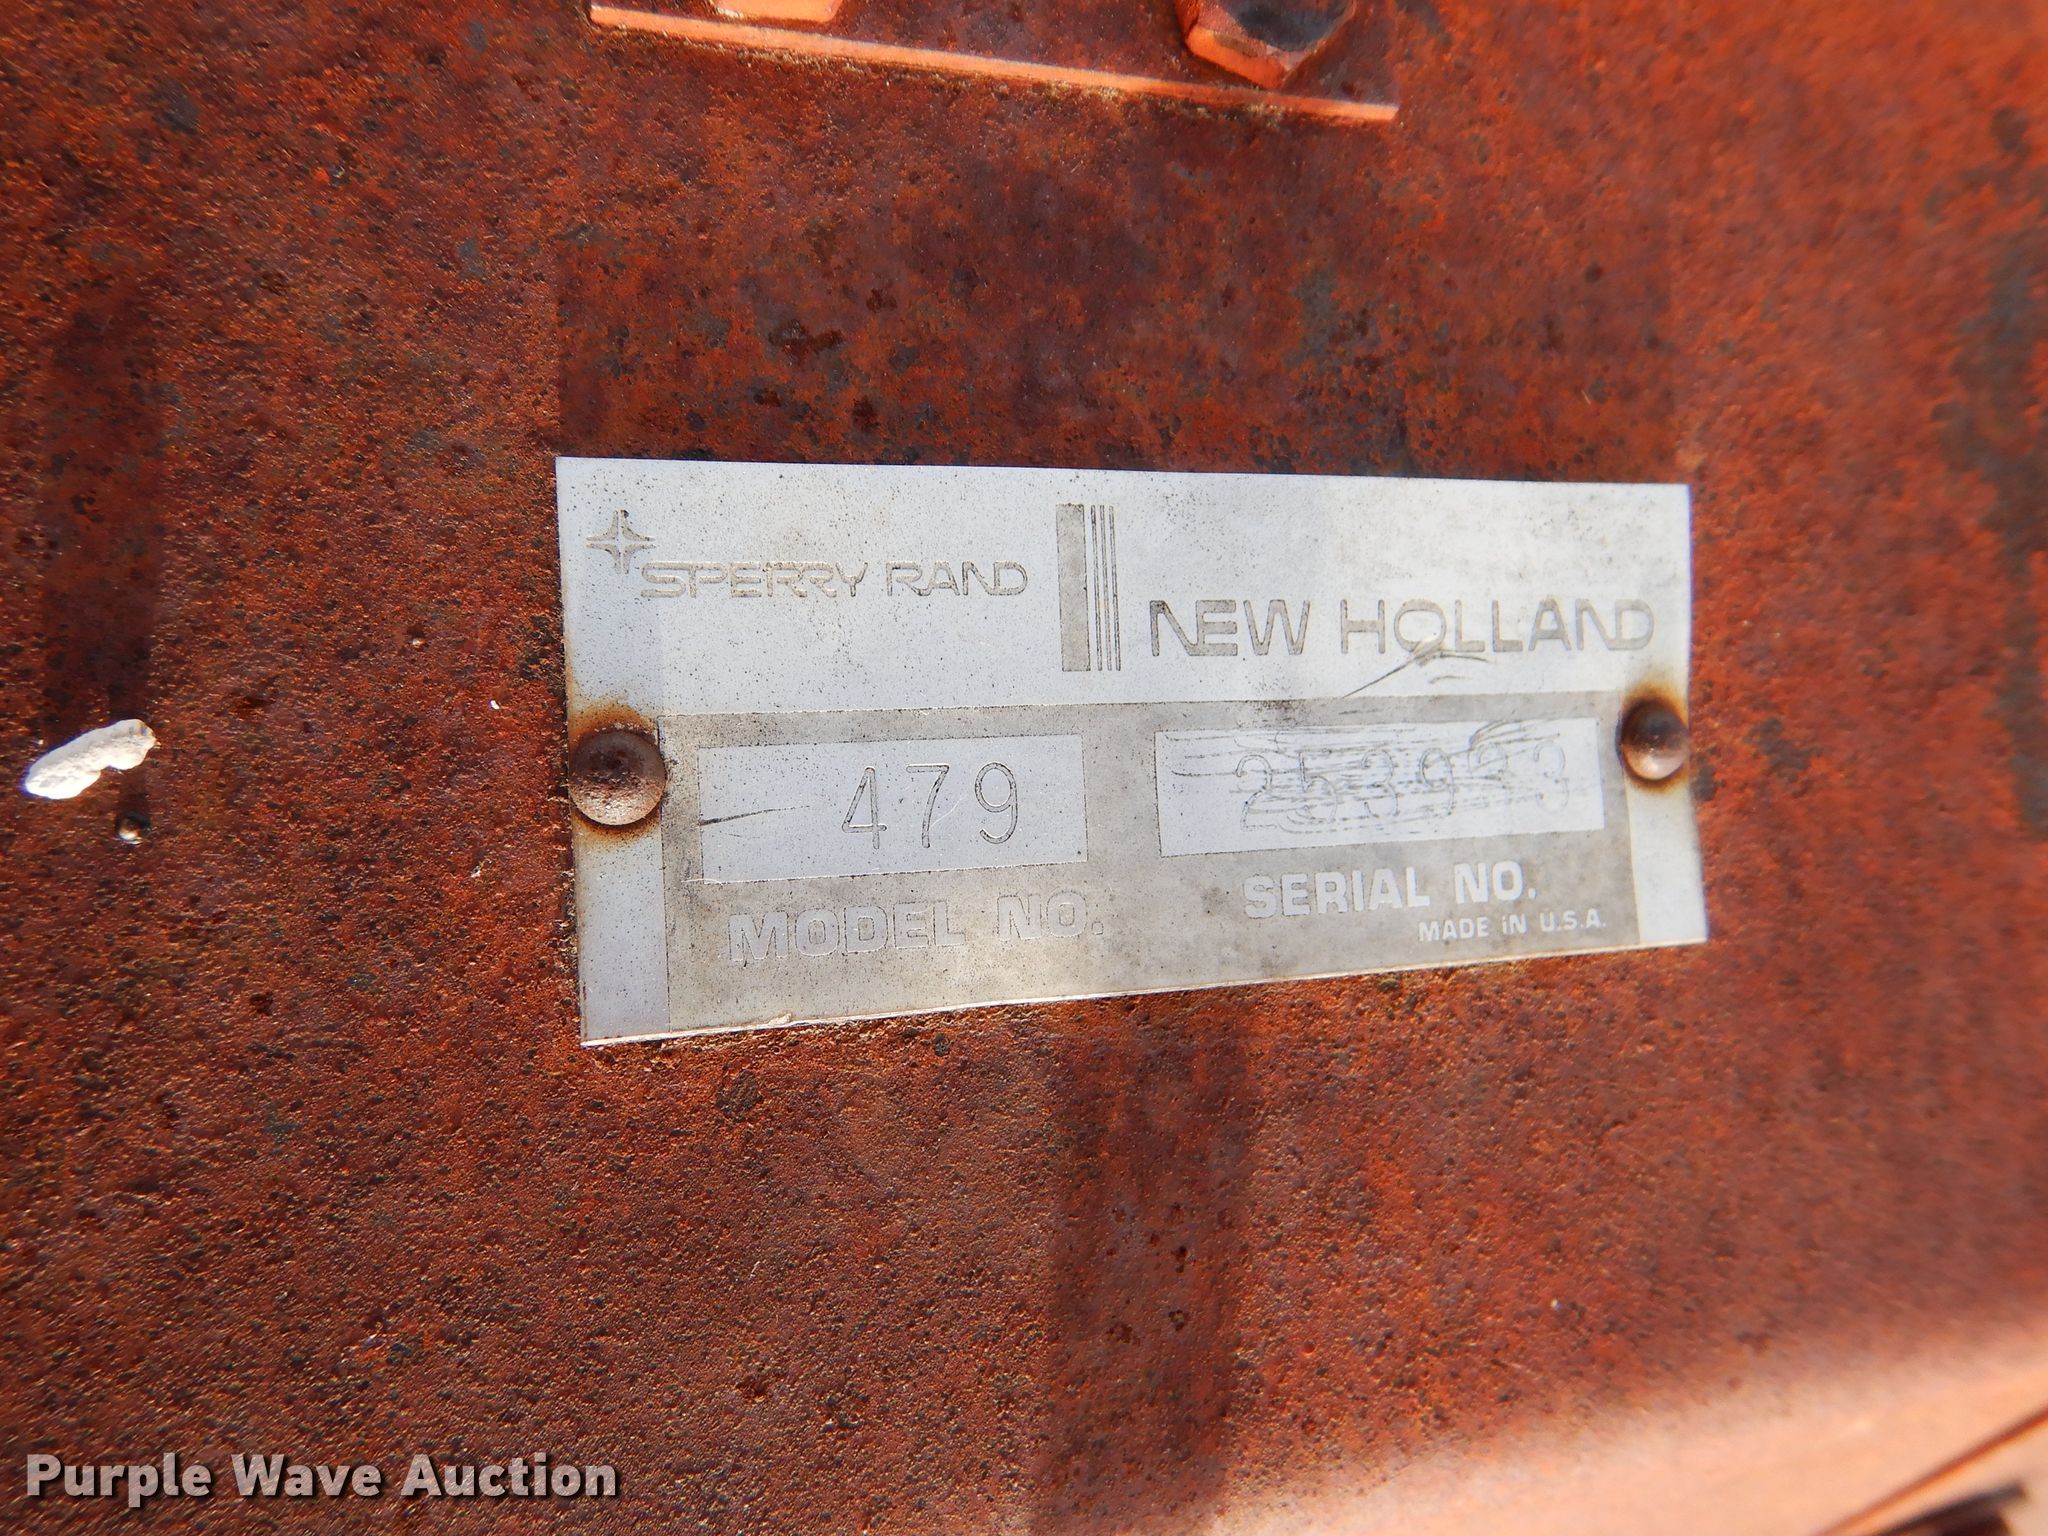 SPERRY RAND
NEW HOLLAND
479
MODEL NO.
SERIAL NO.
MADE IN U.S.A.
Purple Wave Auction